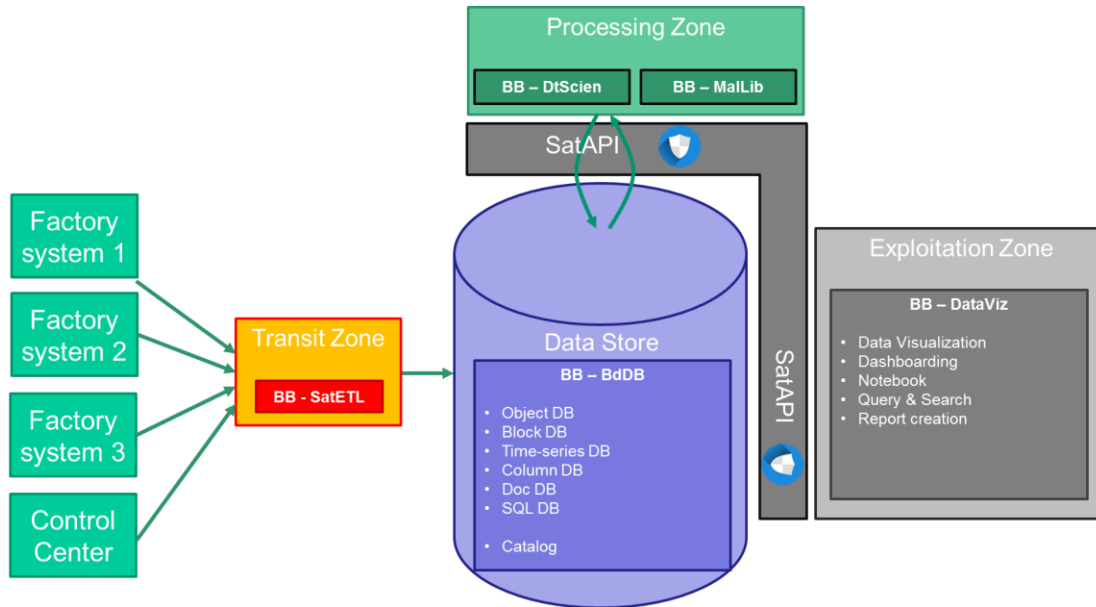 Processing Zone
BB – DtScien
BB – MalLib
SatAPI
Factory
system 1
Factory
system 2
Factory
system 3
Control
Center
Transit Zone
BB - SatETL
Data Store
BB – BdDB
• Object DB
• Block DB
• Time-series DB
• Column DB
• Doc DB
• SQL DB
• Catalog
SatAPI
Exploitation Zone
BB – DataViz
• Data Visualization
• Dashboarding
• Notebook
• Query & Search
• Report creation